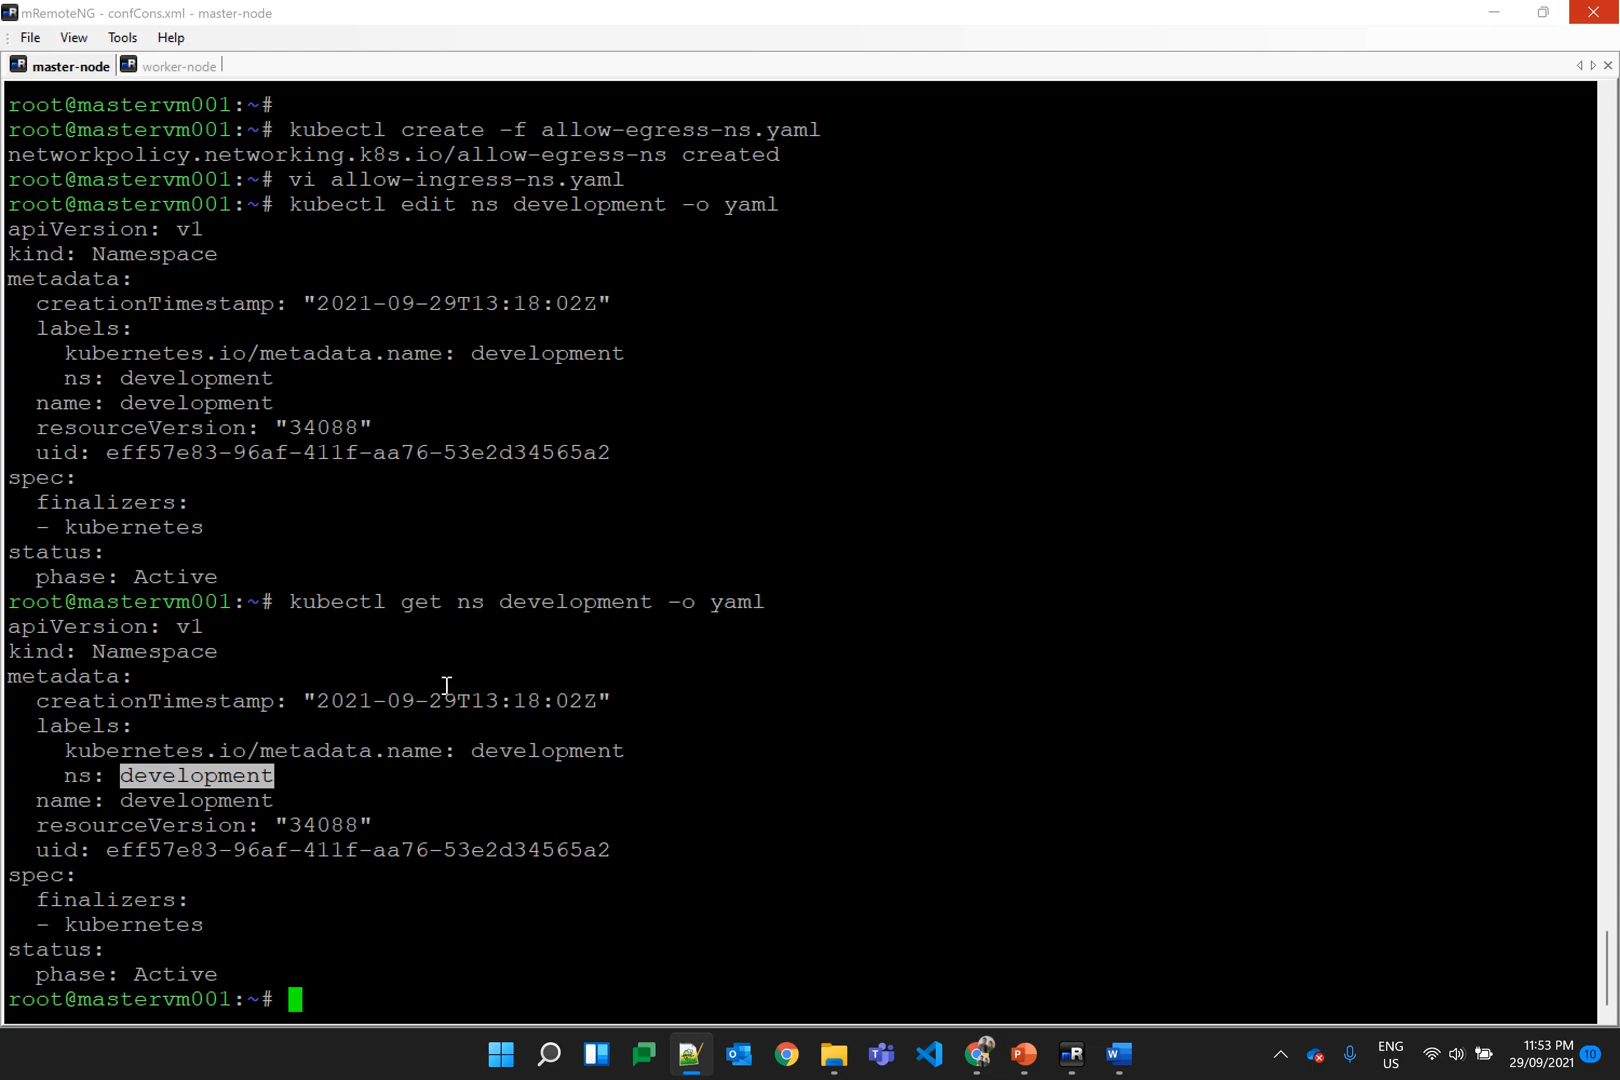 mRemoteNG - confCons.xml - master-node
File View Tools Help
master-node worker-node
root@mastervm001:~#
root@mastervm001:~# kubectl create -f allow-egress-ns.yaml
networkpolicy.networking.k8s.io/allow-egress-ns created
root@mastervm001:~# vi allow-ingress-ns.yaml
root@mastervm001:~# kubectl edit ns development -o yaml
apiVersion: v1
kind: Namespace
metadata:
  creationTimestamp: "2021-09-29T13:18:02Z"
  labels:
    kubernetes.io/metadata.name: development
    ns: development
  name: development
  resourceVersion: "34088"
  uid: eff57e83-96af-411f-aa76-53e2d34565a2
spec:
  finalizers:
  - kubernetes
status:
  phase: Active
root@mastervm001:~# kubectl get ns development -o yaml
apiVersion: v1
kind: Namespace
metadata:
  creationTimestamp: "2021-09-29T13:18:02Z"
  labels:
    kubernetes.io/metadata.name: development
    ns: development
  name: development
  resourceVersion: "34088"
  uid: eff57e83-96af-411f-aa76-53e2d34565a2
spec:
  finalizers:
  - kubernetes
status:
  phase: Active
root@mastervm001:~#
ENG
US
11:53 PM
29/09/2021
10